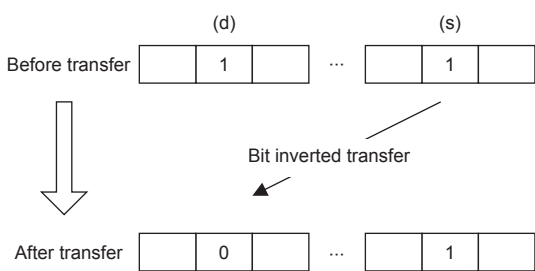 (d) (s)
Before transfer 1 ... 1
Bit inverted transfer
After transfer 0 ... 1